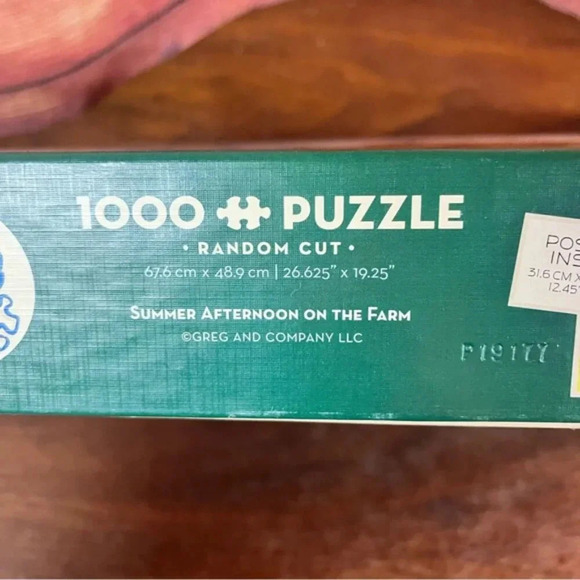 1000 PUZZLE
• RANDOM CUT •
67.6 cm x 48.9 cm | 26.625" x 19.25"
SUMMER AFTERNOON ON THE FARM
©GREG AND COMPANY LLC
P19177
POS
INS
31.6 CM X
12.45"